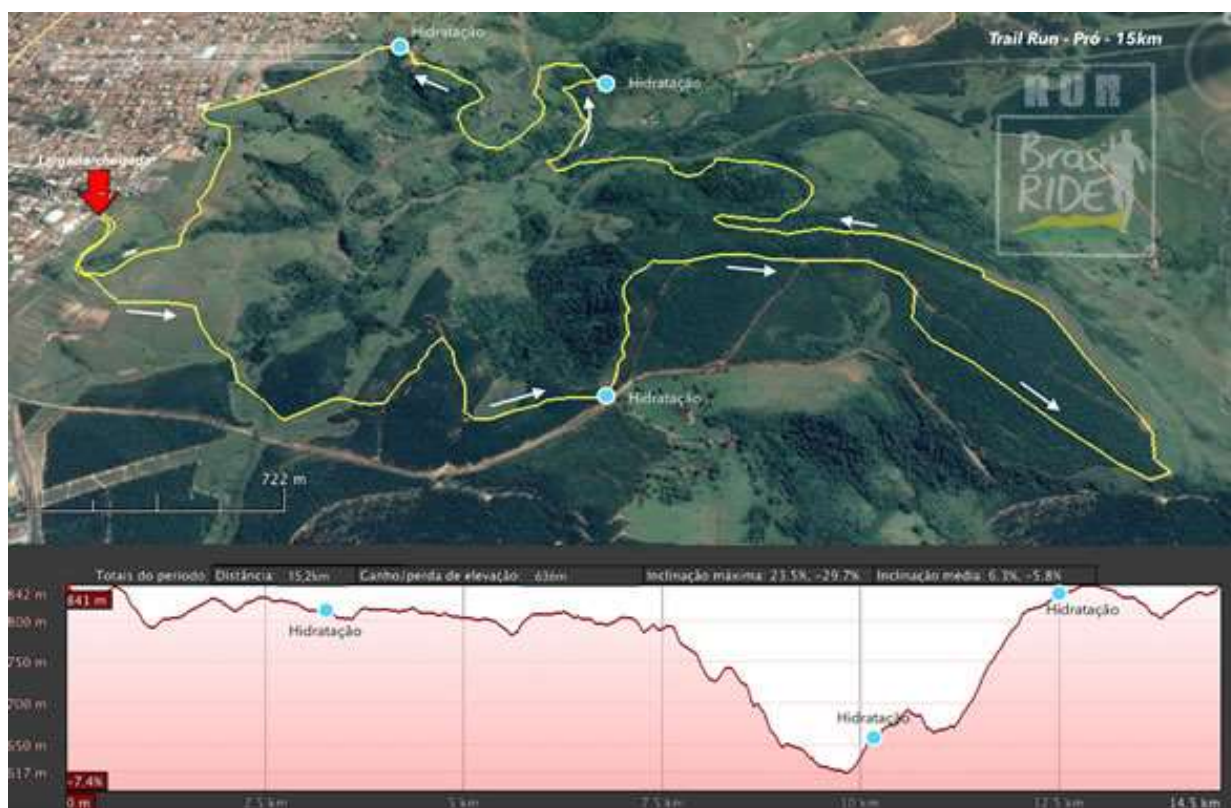 Hidratação
Trail Run - Pró - 15km
Hidratação
RUN
Brasil
RIDE
Largada/chegada
Hidratação
722 m
Totais do período: Distância: 15,2km Ganho/perda de elevação: 636m Inclinação máxima: 23.5%, -29.7% Inclinação média: 6.3%, -5.8%
842 m
841 m
Hidratação
800 m
Hidratação
750 m
700 m
Hidratação
650 m
617 m
-7.4%
0 m 2.5 km 5 km 7.5 km 10 km 12.5 km 14.5 km